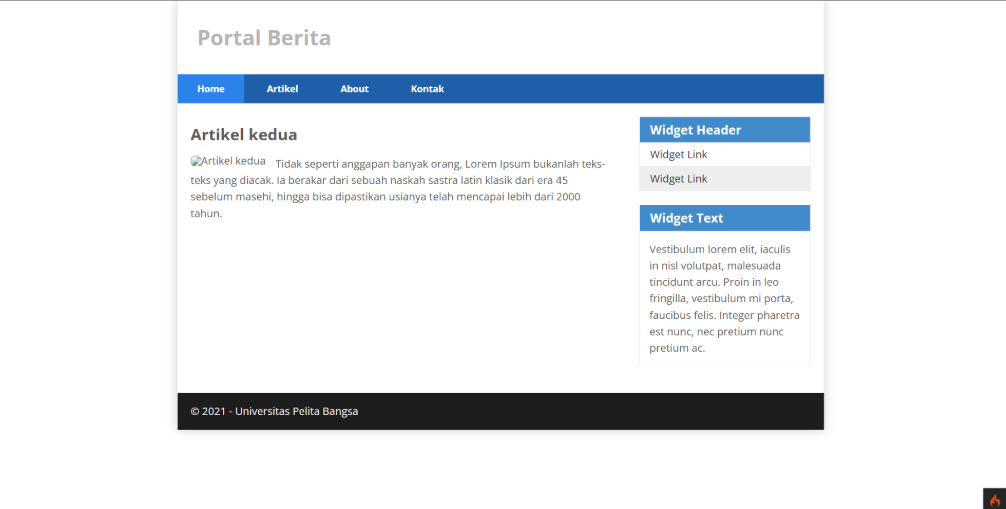 Portal Berita
Home
Artikel
About
Kontak
Artikel kedua
Artikel kedua
Tidak seperti anggapan banyak orang, Lorem Ipsum bukanlah teks-
teks yang diacak. Ia berakar dari sebuah naskah sastra latin klasik dari era 45
sebelum masehi, hingga bisa dipastikan usianya telah mencapai lebih dari 2000
tahun.
Widget Header
Widget Link
Widget Link
Widget Text
Vestibulum lorem elit, iaculis
in nisl volutpat, malesuada
tincidunt arcu. Proin in leo
fringilla, vestibulum mi porta,
faucibus felis. Integer pharetra
est nunc, nec pretium nunc
pretium ac.
© 2021 - Universitas Pelita Bangsa